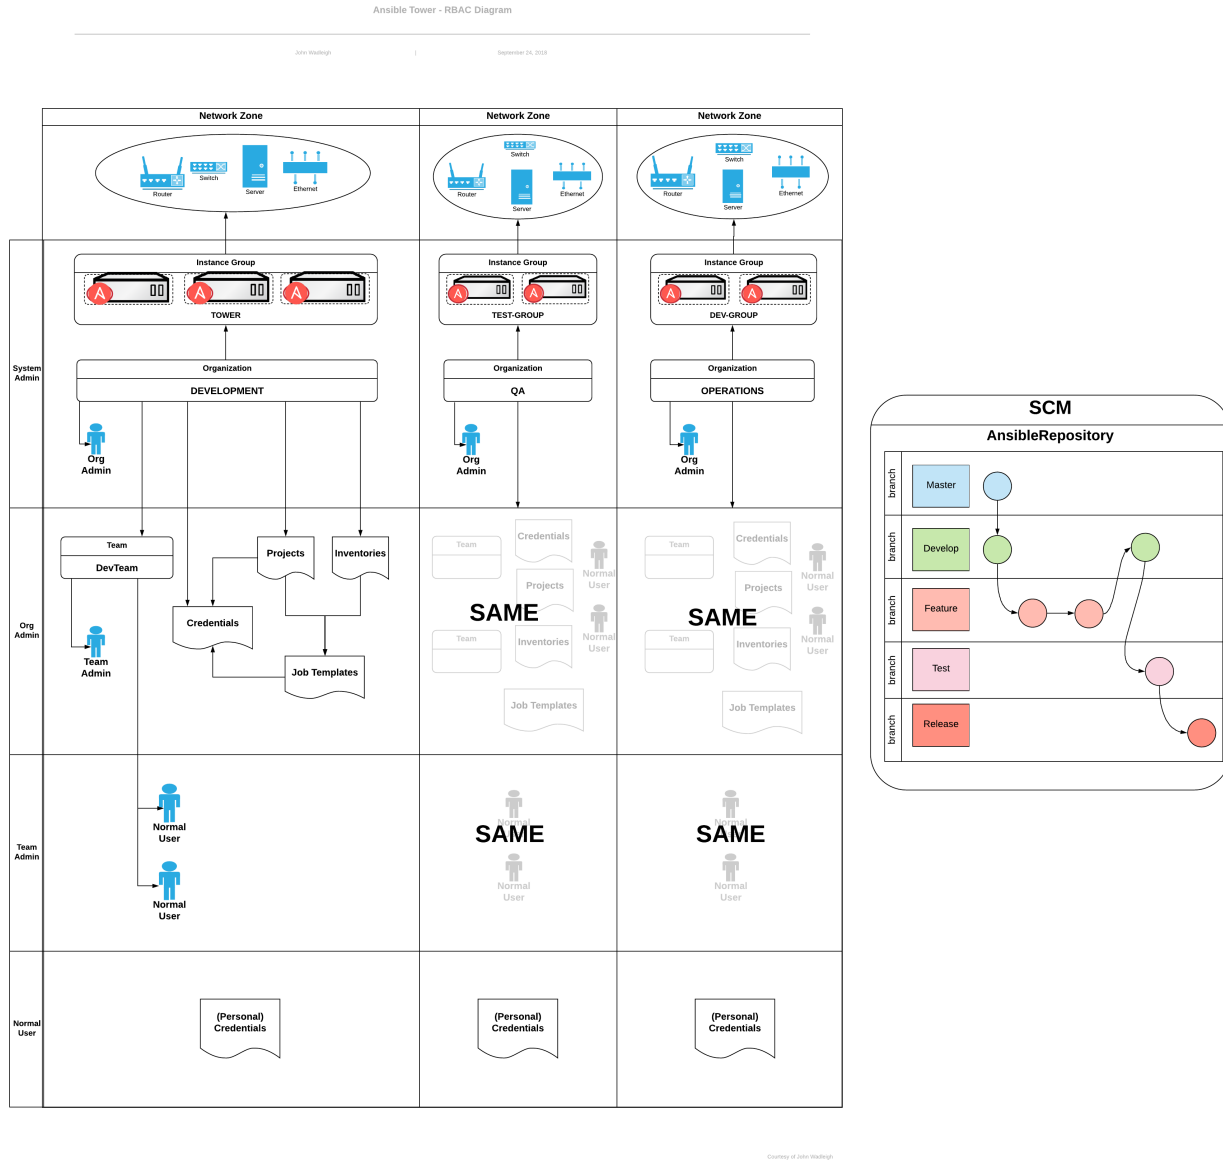 Ansible Tower - RBAC Diagram
John Wadleigh | September 24, 2018
Network Zone
Network Zone
Network Zone
Router
Switch
Server
Ethernet
Router
Switch
Server
Ethernet
Router
Switch
Server
Ethernet
System
Admin
Instance Group
TOWER
Instance Group
TEST-GROUP
Instance Group
DEV-GROUP
Organization
DEVELOPMENT
Organization
QA
Organization
OPERATIONS
Org
Admin
Org
Admin
Org
Admin
Org
Admin
Team
DevTeam
Projects
Inventories
Credentials
Job Templates
Team
Admin
Team
Credentials
Normal
User
Projects
SAME
Normal
User
Team
Inventories
Job Templates
Team
Credentials
Normal
User
Projects
SAME
Normal
User
Team
Inventories
Job Templates
Team
Admin
Normal
User
Normal
User
Normal
User
SAME
Normal
User
Normal
User
SAME
Normal
User
Normal
User
(Personal)
Credentials
(Personal)
Credentials
(Personal)
Credentials
SCM
AnsibleRepository
branch
Master
branch
Develop
branch
Feature
branch
Test
branch
Release
Courtesy of John Wadleigh